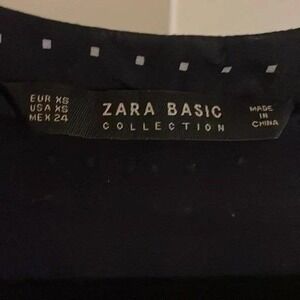 EUR XS
USA XS
MEX 24
ZARA BASIC
COLLECTION
MADE
IN
CHINA